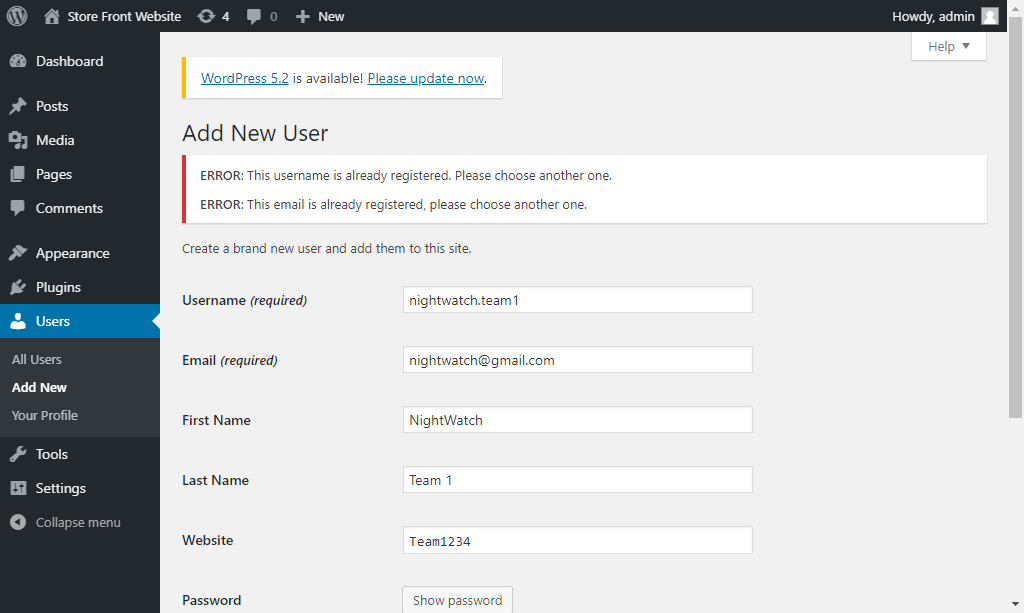 Store Front Website 4 0 New Howdy, admin
Help
Dashboard
Posts
Media
Pages
Comments
Appearance
Plugins
Users
All Users
Add New
Your Profile
Tools
Settings
Collapse menu
WordPress 5.2 is available! Please update now.
Add New User
ERROR: This username is already registered. Please choose another one.
ERROR: This email is already registered, please choose another one.
Create a brand new user and add them to this site.
Username (required) nightwatch.team1
Email (required) nightwatch@gmail.com
First Name NightWatch
Last Name Team 1
Website Team1234
Password Show password